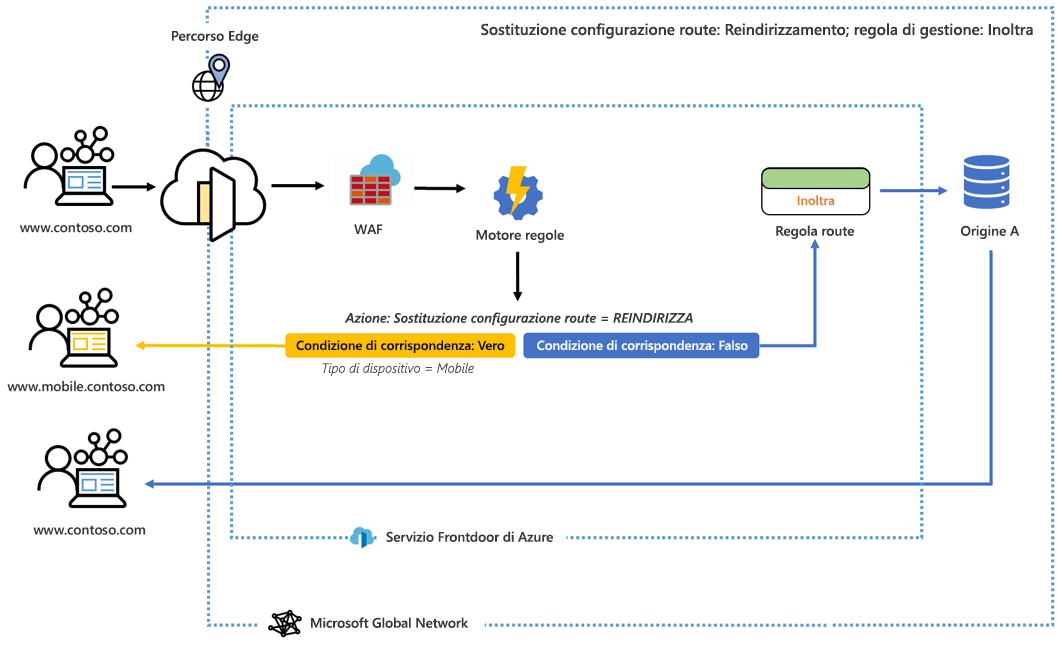 Sostituzione configurazione route: Reindirizzamento; regola di gestione: Inoltra
Percorso Edge
www.contoso.com
WAF
Motore regole
Inoltra
Regola route
Origine A
Azione: Sostituzione configurazione route = REINDIRIZZA
Condizione di corrispondenza: Vero
Condizione di corrispondenza: Falso
Tipo di dispositivo = Mobile
www.mobile.contoso.com
www.contoso.com
Servizio Frontdoor di Azure
Microsoft Global Network